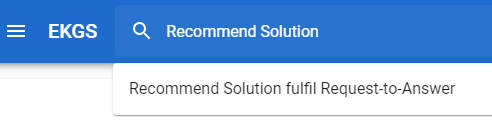 EKGS Recommend Solution
Recommend Solution fulfil Request-to-Answer